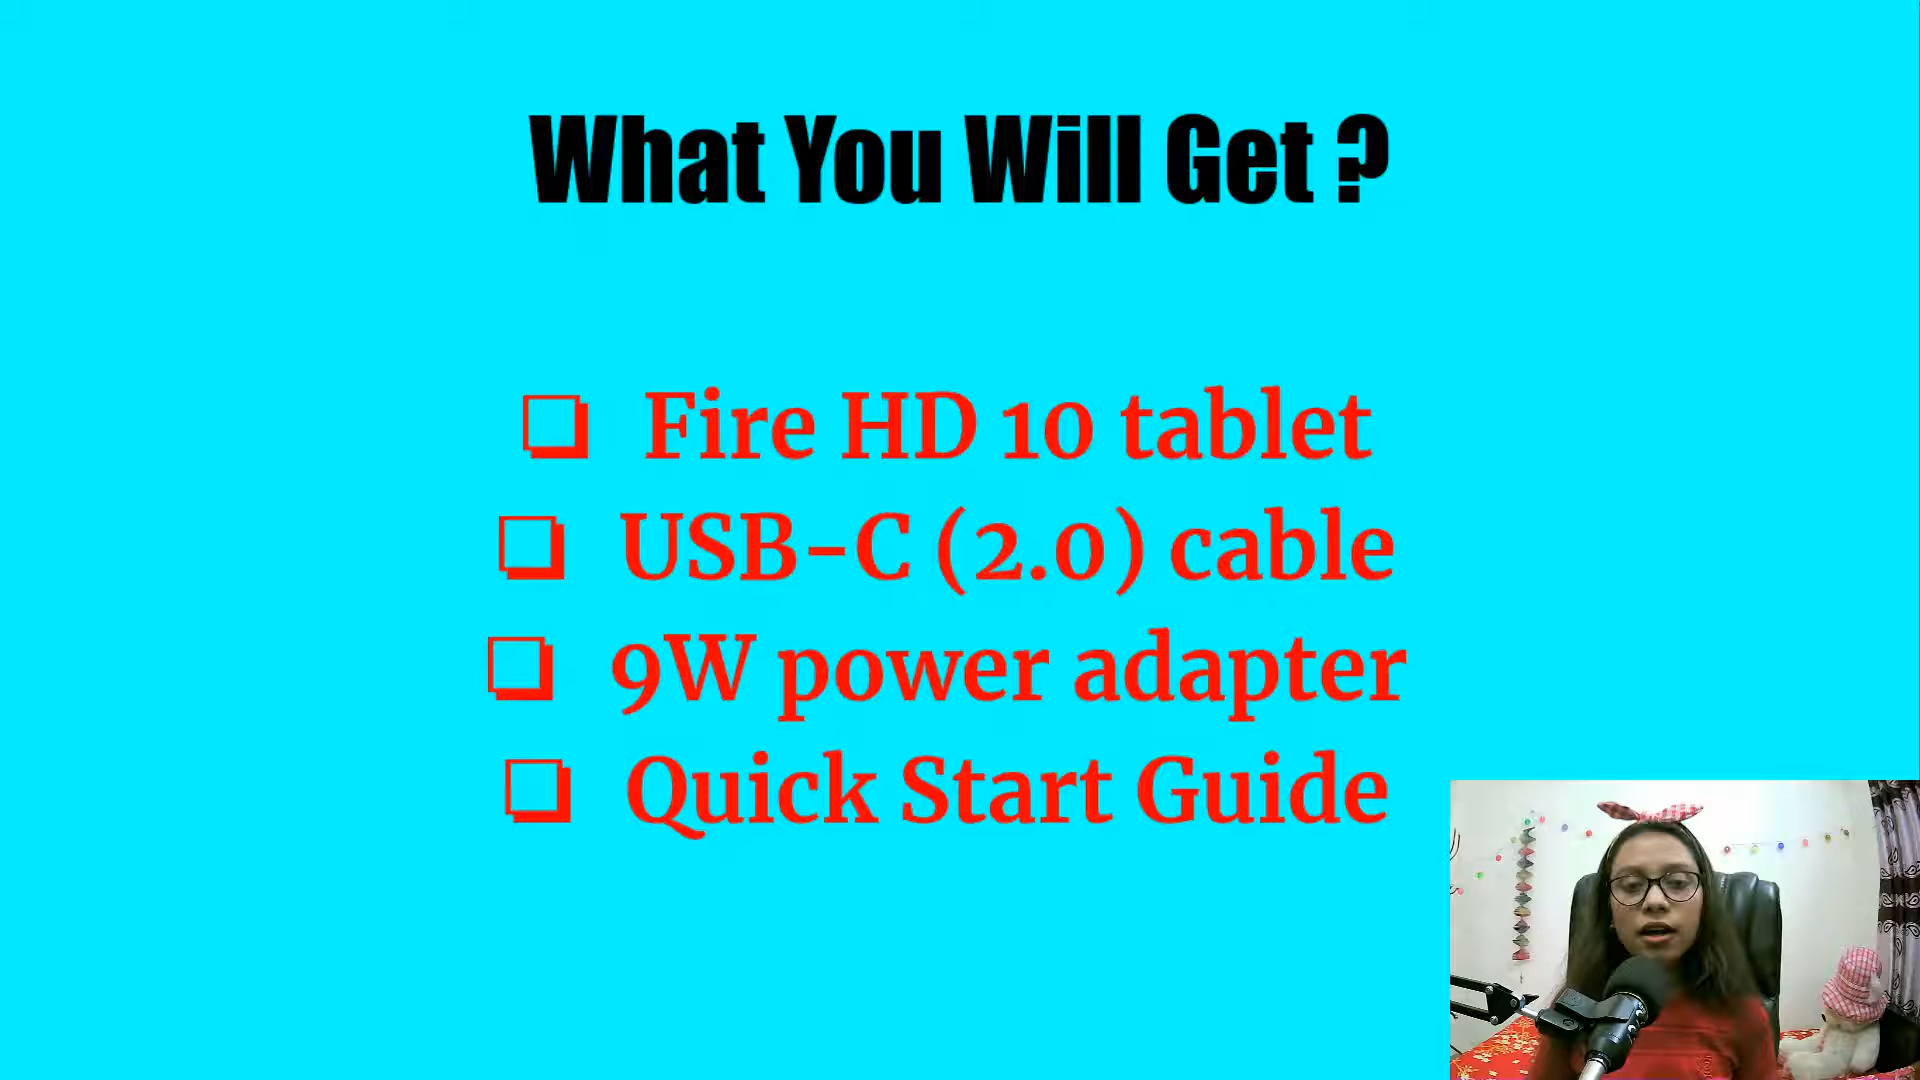 What You Will Get ?
❏ Fire HD 10 tablet
❏ USB-C (2.0) cable
❏ 9W power adapter
❏ Quick Start Guide